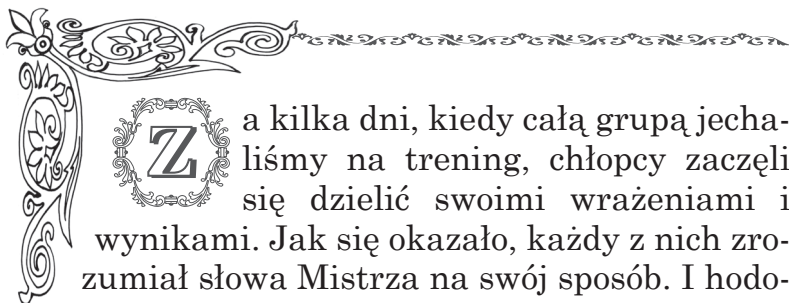 Za kilka dni, kiedy całą grupą jecha-
liśmy na trening, chłopcy zaczęli
się dzielić swoimi wrażeniami i
wynikami. Jak się okazało, każdy z nich zro-
zumiał słowa Mistrza na swój sposób. I hodo-